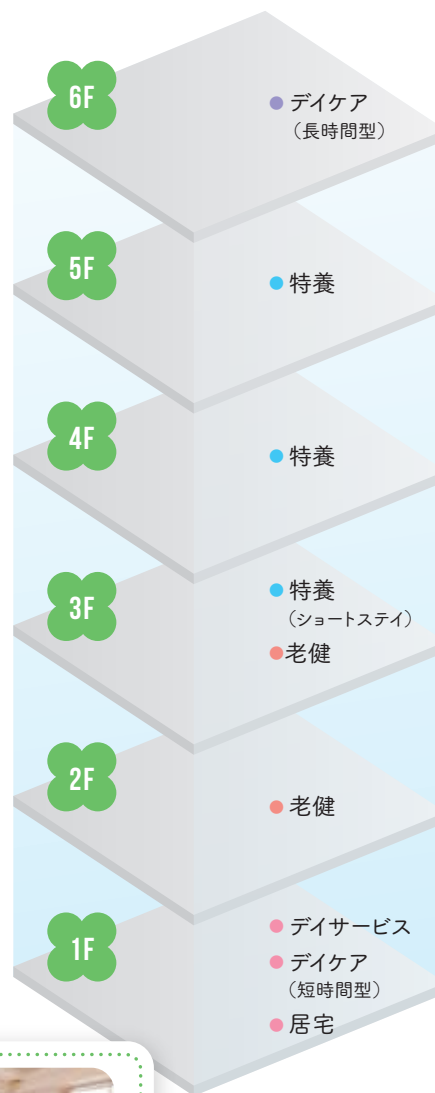 6F
デイケア
（長時間型）
5F
特養
4F
特養
3F
特養
（ショートステイ）
老健
2F
老健
1F
デイサービス
デイケア
（短時間型）
居宅